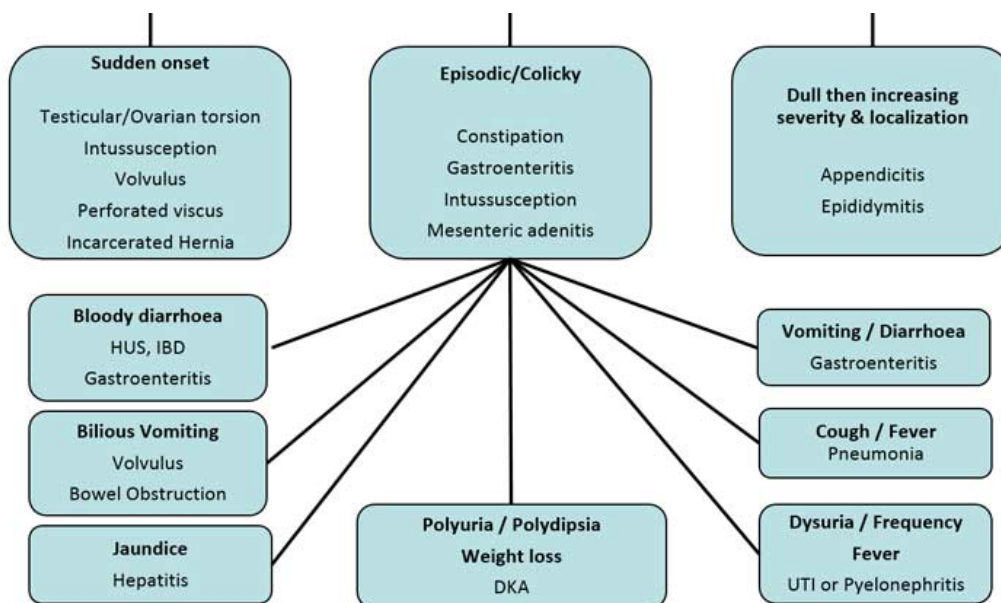 Sudden onset
Testicular/Ovarian torsion
Intussusception
Volvulus
Perforated viscus
Incarcerated Hernia
Episodic/Colicky
Constipation
Gastroenteritis
Intussusception
Mesenteric adenitis
Dull then increasing
severity & localization
Appendicitis
Epididymitis
Bloody diarrhoea
HUS, IBD
Gastroenteritis
Bilious Vomiting
Volvulus
Bowel Obstruction
Jaundice
Hepatitis
Polyuria / Polydipsia
Weight loss
DKA
Vomiting / Diarrhoea
Gastroenteritis
Cough / Fever
Pneumonia
Dysuria / Frequency
Fever
UTI or Pyelonephritis